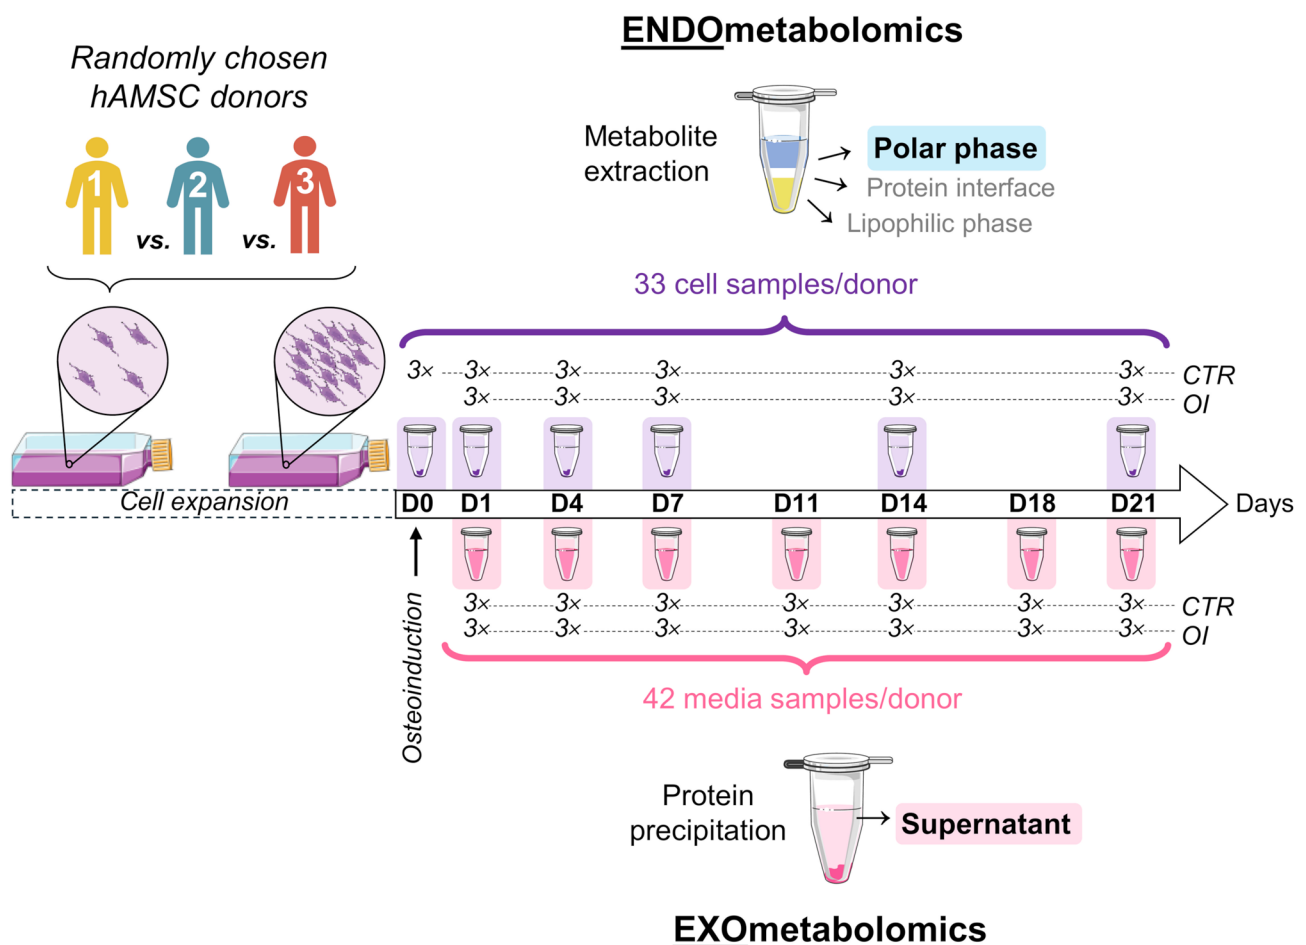 ENDOmetabolomics
Randomly chosen
hAMSC donors
1 2 3
vs. vs.
Metabolite
extraction
Polar phase
Protein interface
Lipophilic phase
33 cell samples/donor
3× 3× 3× 3× 3× 3× CTR
3× 3× 3× 3× 3× OI
Cell expansion
D0 D1 D4 D7 D11 D14 D18 D21 Days
Osteoinduction
3× 3× 3× 3× 3× 3× 3× CTR
3× 3× 3× 3× 3× 3× 3× OI
42 media samples/donor
Protein
precipitation
Supernatant
EXOmetabolomics